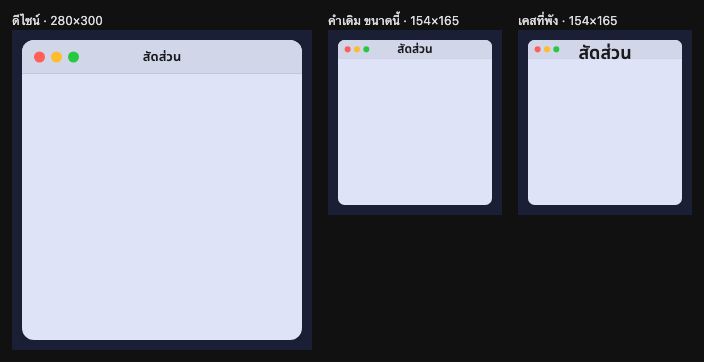 ดีไซน์ · 280×300
ค่าเดิม ขนาดนี้ · 154×165
เคสที่พัง · 154×165
สัดส่วน
สัดส่วน
สัดส่วน